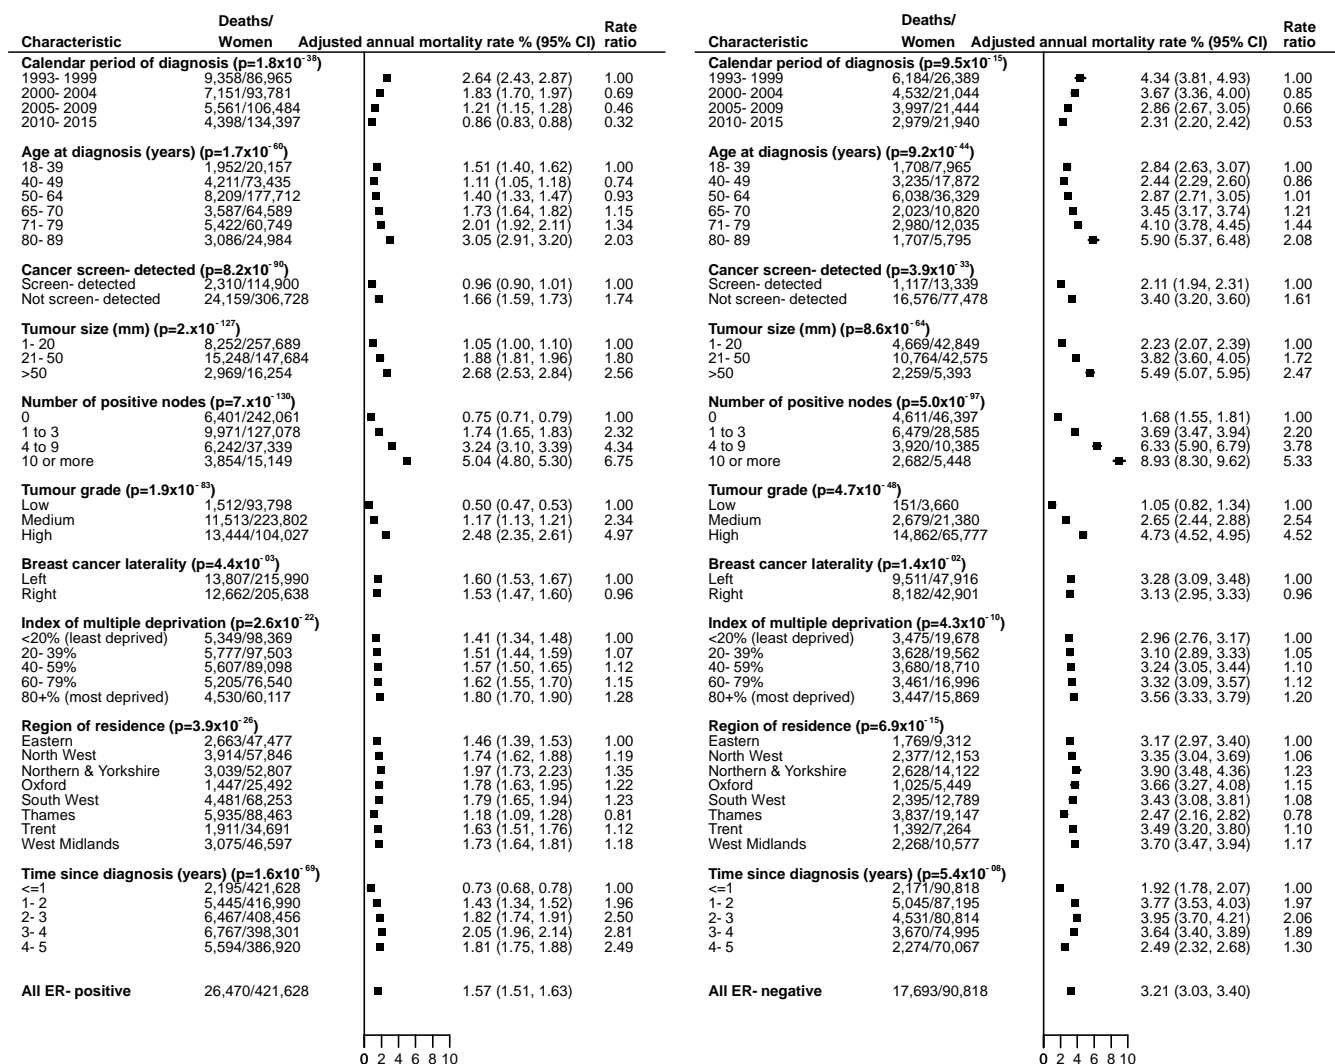 Characteristic Deaths/ Women Adjusted annual mortality rate % (95% CI) Rate ratio
Calendar period of diagnosis (p=1.8x10^-38)
1993- 1999 9,358/86,965 2.64 (2.43, 2.87) 1.00
2000- 2004 7,151/93,781 1.83 (1.70, 1.97) 0.69
2005- 2009 5,561/106,484 1.21 (1.15, 1.28) 0.46
2010- 2015 4,398/134,397 0.86 (0.83, 0.88) 0.32
Age at diagnosis (years) (p=1.7x10^-60)
18- 39 1,952/20,157 1.51 (1.40, 1.62) 1.00
40- 49 4,211/73,435 1.11 (1.05, 1.18) 0.74
50- 64 8,209/177,712 1.40 (1.33, 1.47) 0.93
65- 70 3,587/64,589 1.73 (1.64, 1.82) 1.15
71- 79 5,422/60,749 2.01 (1.92, 2.11) 1.34
80- 89 3,086/24,984 3.05 (2.91, 3.20) 2.03
Cancer screen- detected (p=8.2x10^-90)
Screen- detected 2,310/114,900 0.96 (0.90, 1.01) 1.00
Not screen- detected 24,159/306,728 1.66 (1.59, 1.73) 1.74
Tumour size (mm) (p=2.x10^-127)
1- 20 8,252/257,689 1.05 (1.00, 1.10) 1.00
21- 50 15,248/147,684 1.88 (1.81, 1.96) 1.80
>50 2,969/16,254 2.68 (2.53, 2.84) 2.56
Number of positive nodes (p=7.x10^-130)
0 6,401/242,061 0.75 (0.71, 0.79) 1.00
1 to 3 9,971/127,078 1.74 (1.65, 1.83) 2.32
4 to 9 6,242/37,339 3.24 (3.10, 3.39) 4.34
10 or more 3,854/15,149 5.04 (4.80, 5.30) 6.75
Tumour grade (p=1.9x10^-83)
Low 1,512/93,798 0.50 (0.47, 0.53) 1.00
Medium 11,513/223,802 1.17 (1.13, 1.21) 2.34
High 13,444/104,027 2.48 (2.35, 2.61) 4.97
Breast cancer laterality (p=4.4x10^-03)
Left 13,807/215,990 1.60 (1.53, 1.67) 1.00
Right 12,662/205,638 1.53 (1.47, 1.60) 0.96
Index of multiple deprivation (p=2.6x10^-22)
<20% (least deprived) 5,349/98,369 1.41 (1.34, 1.48) 1.00
20- 39% 5,777/97,503 1.51 (1.44, 1.59) 1.07
40- 59% 5,607/89,098 1.57 (1.50, 1.65) 1.12
60- 79% 5,205/76,540 1.62 (1.55, 1.70) 1.15
80+% (most deprived) 4,530/60,117 1.80 (1.70, 1.90) 1.28
Region of residence (p=3.9x10^-26)
Eastern 2,663/47,477 1.46 (1.39, 1.53) 1.00
North West 3,914/57,846 1.74 (1.62, 1.88) 1.19
Northern & Yorkshire 3,039/52,807 1.97 (1.73, 2.23) 1.35
Oxford 1,447/25,492 1.78 (1.63, 1.95) 1.22
South West 4,481/68,253 1.79 (1.65, 1.94) 1.23
Thames 5,935/88,463 1.18 (1.09, 1.28) 0.81
Trent 1,911/34,691 1.63 (1.51, 1.76) 1.12
West Midlands 3,075/46,597 1.73 (1.64, 1.81) 1.18
Time since diagnosis (years) (p=1.6x10^-69)
<=1 2,195/421,628 0.73 (0.68, 0.78) 1.00
1- 2 5,445/416,990 1.43 (1.34, 1.52) 1.96
2- 3 6,467/408,456 1.82 (1.74, 1.91) 2.50
3- 4 6,767/398,301 2.05 (1.96, 2.14) 2.81
4- 5 5,594/386,920 1.81 (1.75, 1.88) 2.49
All ER- positive 26,470/421,628 1.57 (1.51, 1.63)
0 2 4 6 8 10
Characteristic Deaths/ Women Adjusted annual mortality rate % (95% CI) Rate ratio
Calendar period of diagnosis (p=9.5x10^-15)
1993- 1999 6,184/26,389 4.34 (3.81, 4.93) 1.00
2000- 2004 4,532/21,044 3.67 (3.36, 4.00) 0.85
2005- 2009 3,997/21,444 2.86 (2.67, 3.05) 0.66
2010- 2015 2,979/21,940 2.31 (2.20, 2.42) 0.53
Age at diagnosis (years) (p=9.2x10^-44)
18- 39 1,708/7,965 2.84 (2.63, 3.07) 1.00
40- 49 3,235/17,872 2.44 (2.29, 2.60) 0.86
50- 64 6,038/36,329 2.87 (2.71, 3.05) 1.01
65- 70 2,023/10,820 3.45 (3.17, 3.74) 1.21
71- 79 2,980/12,035 4.10 (3.78, 4.45) 1.44
80- 89 1,707/5,795 5.90 (5.37, 6.48) 2.08
Cancer screen- detected (p=3.9x10^-33)
Screen- detected 1,117/13,339 2.11 (1.94, 2.31) 1.00
Not screen- detected 16,576/77,478 3.40 (3.20, 3.60) 1.61
Tumour size (mm) (p=8.6x10^-64)
1- 20 4,669/42,849 2.23 (2.07, 2.39) 1.00
21- 50 10,764/42,575 3.82 (3.60, 4.05) 1.72
>50 2,259/5,393 5.49 (5.07, 5.95) 2.47
Number of positive nodes (p=5.0x10^-97)
0 4,611/46,397 1.68 (1.55, 1.81) 1.00
1 to 3 6,479/28,585 3.69 (3.47, 3.94) 2.20
4 to 9 3,920/10,385 6.33 (5.90, 6.79) 3.78
10 or more 2,682/5,448 8.93 (8.30, 9.62) 5.33
Tumour grade (p=4.7x10^-48)
Low 151/3,660 1.05 (0.82, 1.34) 1.00
Medium 2,679/21,380 2.65 (2.44, 2.88) 2.54
High 14,862/65,777 4.73 (4.52, 4.95) 4.52
Breast cancer laterality (p=1.4x10^-02)
Left 9,511/47,916 3.28 (3.09, 3.48) 1.00
Right 8,182/42,901 3.13 (2.95, 3.33) 0.96
Index of multiple deprivation (p=4.3x10^-10)
<20% (least deprived) 3,475/19,678 2.96 (2.76, 3.17) 1.00
20- 39% 3,628/19,562 3.10 (2.89, 3.33) 1.05
40- 59% 3,680/18,710 3.24 (3.05, 3.44) 1.10
60- 79% 3,461/16,996 3.32 (3.09, 3.57) 1.12
80+% (most deprived) 3,447/15,869 3.56 (3.33, 3.79) 1.20
Region of residence (p=6.9x10^-15)
Eastern 1,769/9,312 3.17 (2.97, 3.40) 1.00
North West 2,377/12,153 3.35 (3.04, 3.69) 1.06
Northern & Yorkshire 2,628/14,122 3.90 (3.48, 4.36) 1.23
Oxford 1,025/5,449 3.66 (3.27, 4.08) 1.15
South West 2,395/12,789 3.43 (3.08, 3.81) 1.08
Thames 3,837/19,147 2.47 (2.16, 2.82) 0.78
Trent 1,392/7,264 3.49 (3.20, 3.80) 1.10
West Midlands 2,268/10,577 3.70 (3.47, 3.94) 1.17
Time since diagnosis (years) (p=5.4x10^-08)
<=1 2,171/90,818 1.92 (1.78, 2.07) 1.00
1- 2 5,045/87,195 3.77 (3.53, 4.03) 1.97
2- 3 4,531/80,814 3.95 (3.70, 4.21) 2.06
3- 4 3,670/74,995 3.64 (3.40, 3.89) 1.89
4- 5 2,274/70,067 2.49 (2.32, 2.68) 1.30
All ER- negative 17,693/90,818 3.21 (3.03, 3.40)
0 2 4 6 8 10